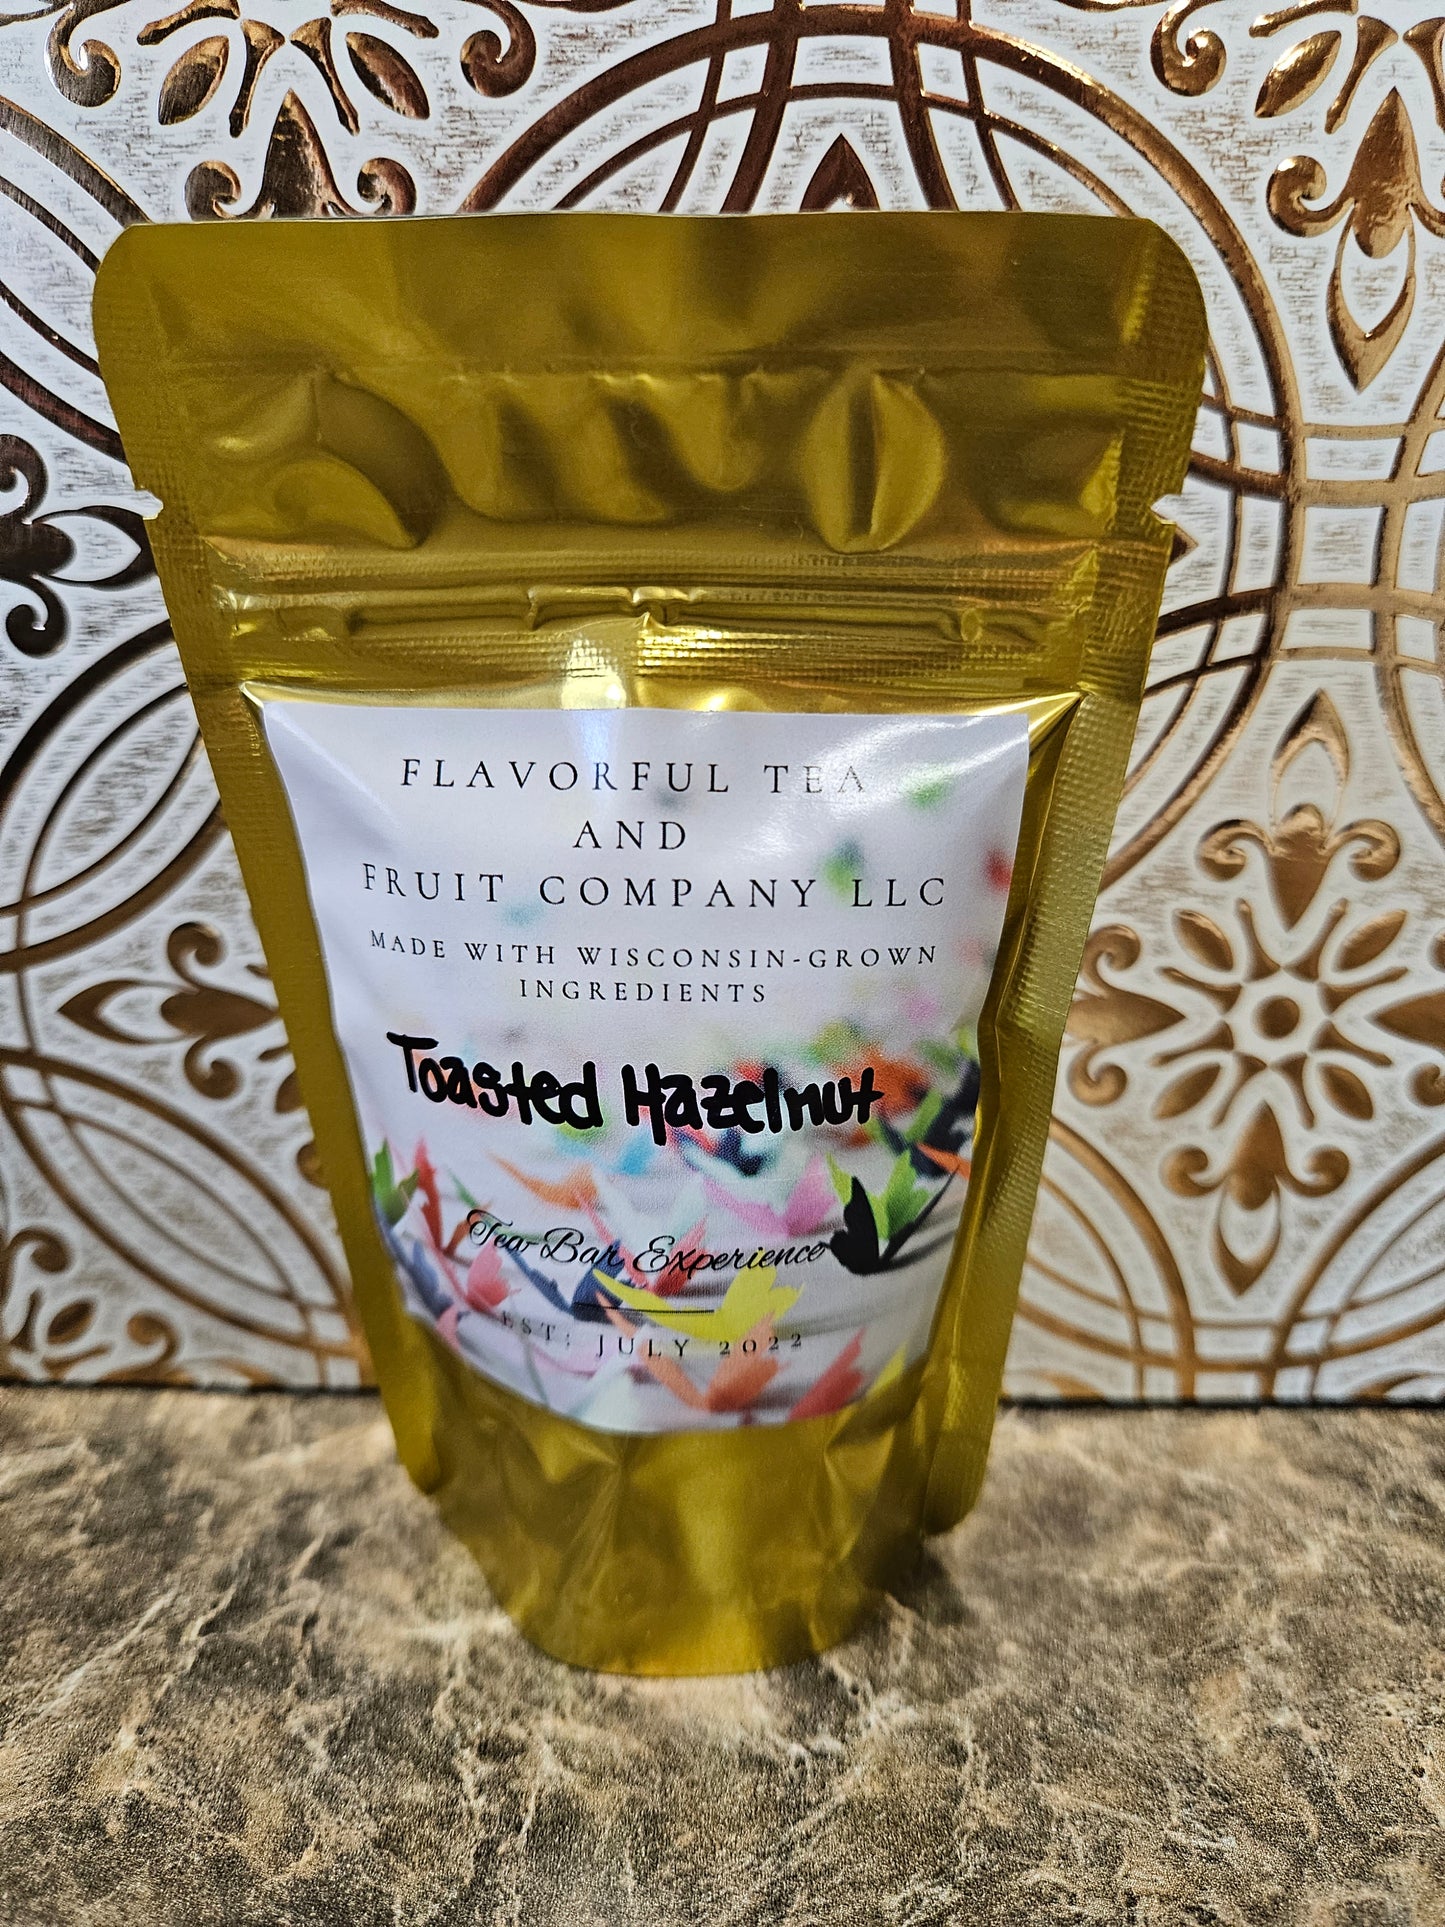 FLAVORFUL TEA
AND
FRUIT COMPANY LLC
MADE WITH WISCONSIN-GROWN
INGREDIENTS
Toasted Hazelnut
Tea Bar Experience
EST: JULY 2022